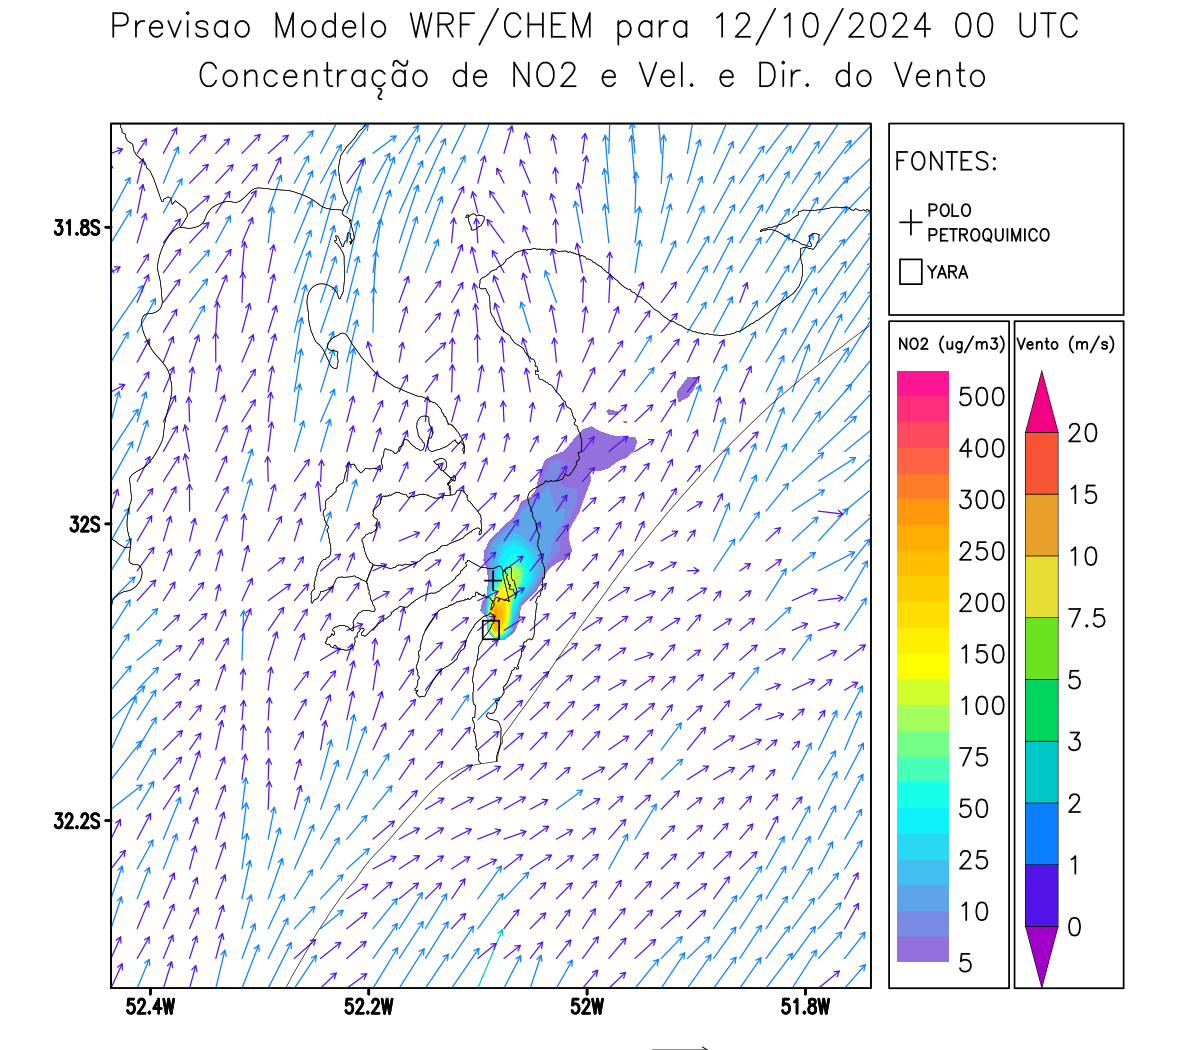 Previsao Modelo WRF/CHEM para 12/10/2024 00 UTC
Concentração de NO2 e Vel. e Dir. do Vento
FONTES:
POLO
PETROQUIMICO
YARA
NO2 (ug/m3)
500
400
300
250
200
150
100
75
50
25
10
5
Vento (m/s)
20
15
10
7.5
5
3
2
1
0
31.8S
32S
32.2S
52.4W
52.2W
52W
51.8W